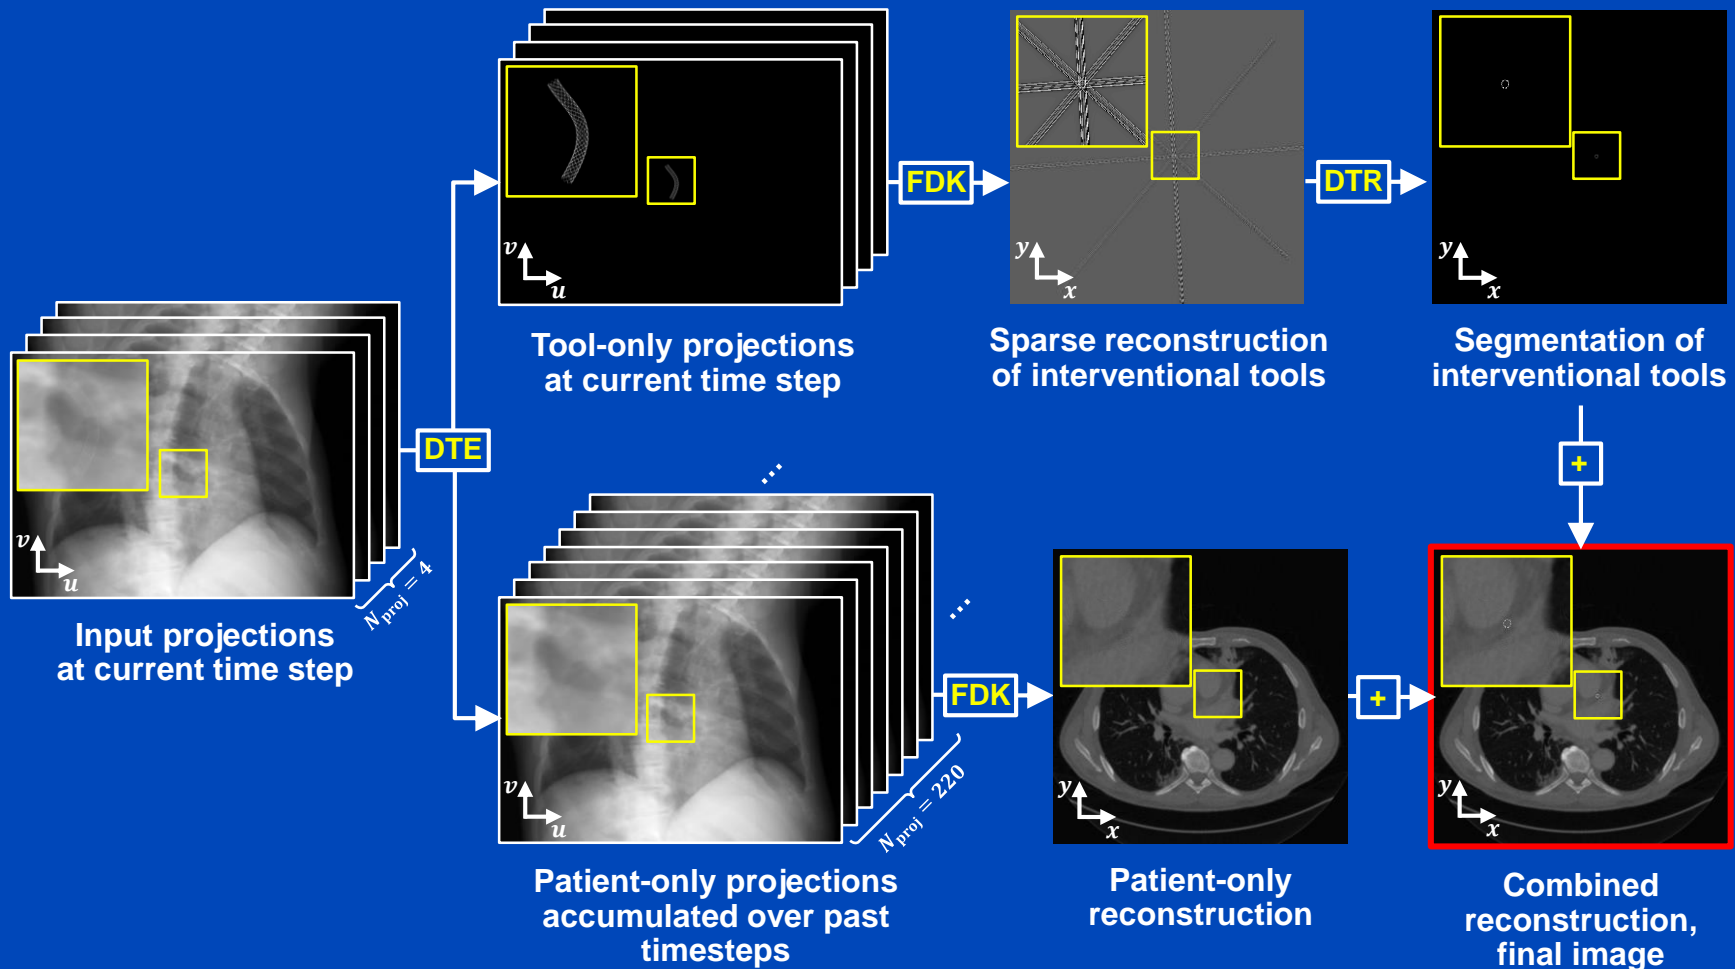 v
u
Tool-only projections
at current time step
FDK
y
x
Sparse reconstruction
of interventional tools
DTR
y
x
Segmentation of
interventional tools
v
u
N proj = 4
Input projections
at current time step
DTE
...
v
u
...
N proj = 220
Patient-only projections
accumulated over past
timesteps
FDK
y
x
Patient-only
reconstruction
+
+
y
x
Combined
reconstruction,
final image